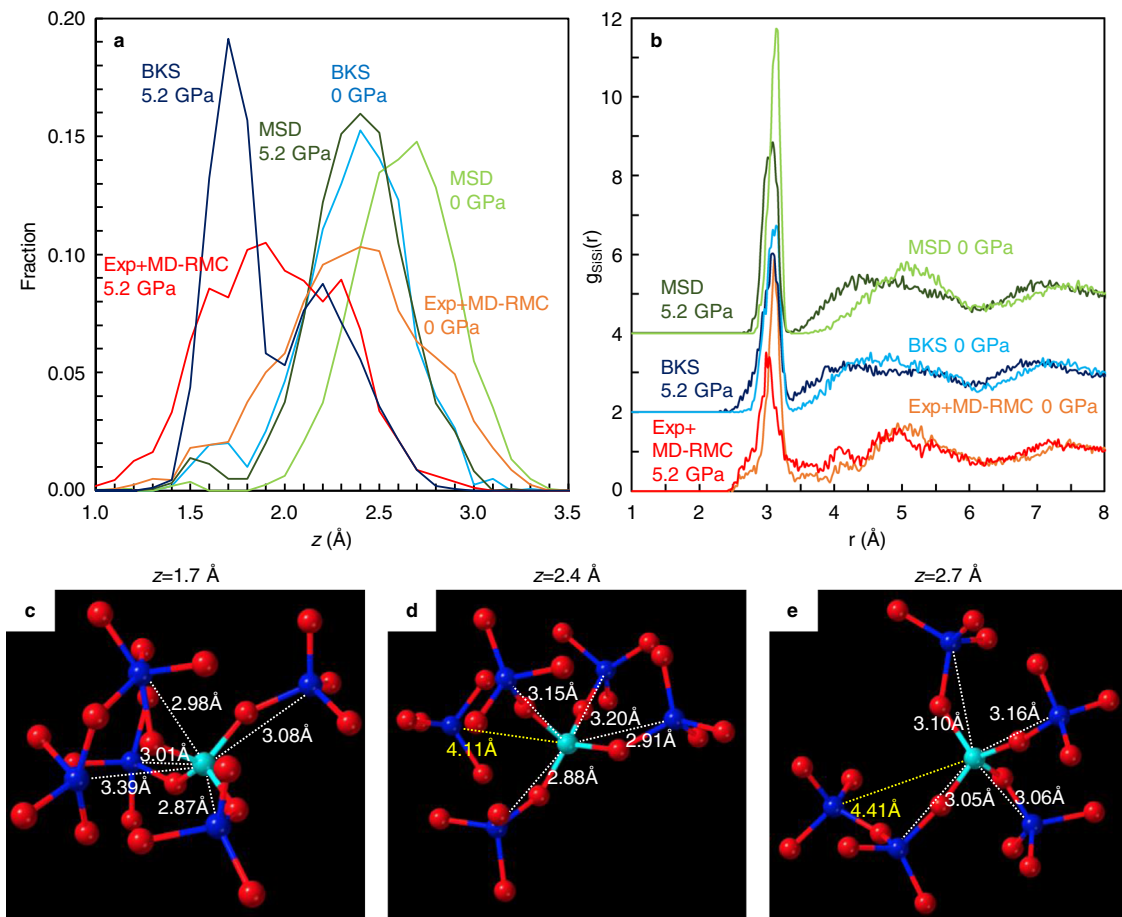 a
0.20
0.15
0.10
0.05
0.00
Fraction
BKS
5.2 GPa
BKS
0 GPa
MSD
5.2 GPa
MSD
0 GPa
Exp+MD-RMC
5.2 GPa
Exp+MD-RMC
0 GPa
1.0 1.5 2.0 2.5 3.0 3.5
z (Å)
b
12
10
8
6
4
2
0
gSiSi(r)
MSD 0 GPa
MSD
5.2 GPa
BKS 0 GPa
BKS
5.2 GPa
Exp+MD-RMC 0 GPa
Exp+
MD-RMC
5.2 GPa
1 2 3 4 5 6 7 8
r (Å)
z=1.7 Å
c
2.98Å
3.08Å
3.01Å
3.39Å
2.87Å
z=2.4 Å
d
3.15Å
3.20Å
2.91Å
4.11Å
2.88Å
z=2.7 Å
e
3.10Å
3.16Å
4.41Å
3.05Å
3.06Å